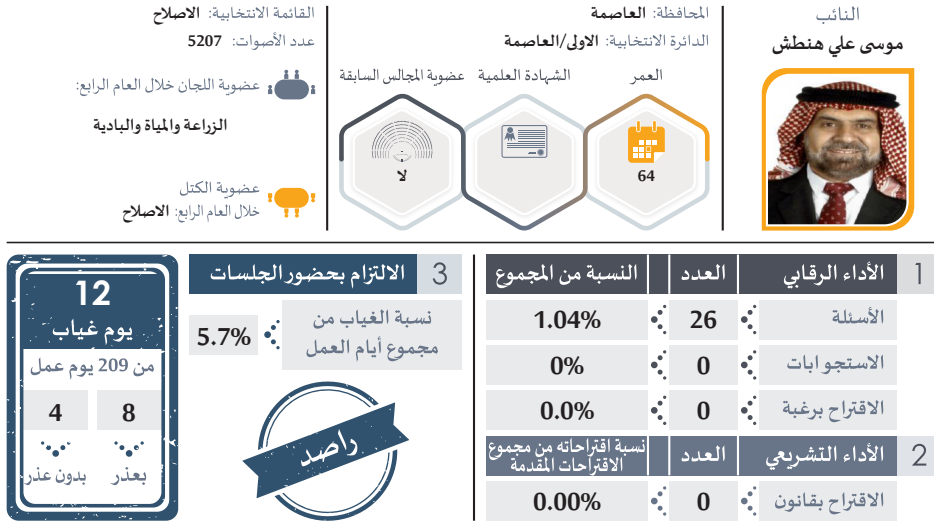 النائب
موسى علي هنطش
المحافظة: العاصمة
الدائرة الانتخابية: الاولى/العاصمة
العمر
64
الشهادة العلمية
عضوية المجالس السابقة
لا
القائمة الانتخابية: الاصلاح
عدد الأصوات: 5207
عضوية اللجان خلال العام الرابع:
الزراعة والمياة والبادية
عضوية الكتل
خلال العام الرابع: الاصلاح
1 الأداء الرقابي العدد النسبة من المجموع
الأسئلة 26 1.04%
الاستجوابات 0 0%
الاقتراح برغبة 0 0.0%
2 الأداء التشريعي العدد نسبة اقتراحاته من مجموع
الاقتراحات المقدمة
الاقتراح بقانون 0 0.00%
3 الالتزام بحضور الجلسات
نسبة الغياب من
مجموع أيام العمل
5.7%
راصد
12
يوم غياب
من 209 يوم عمل
8 4
بعذر بدون عذر